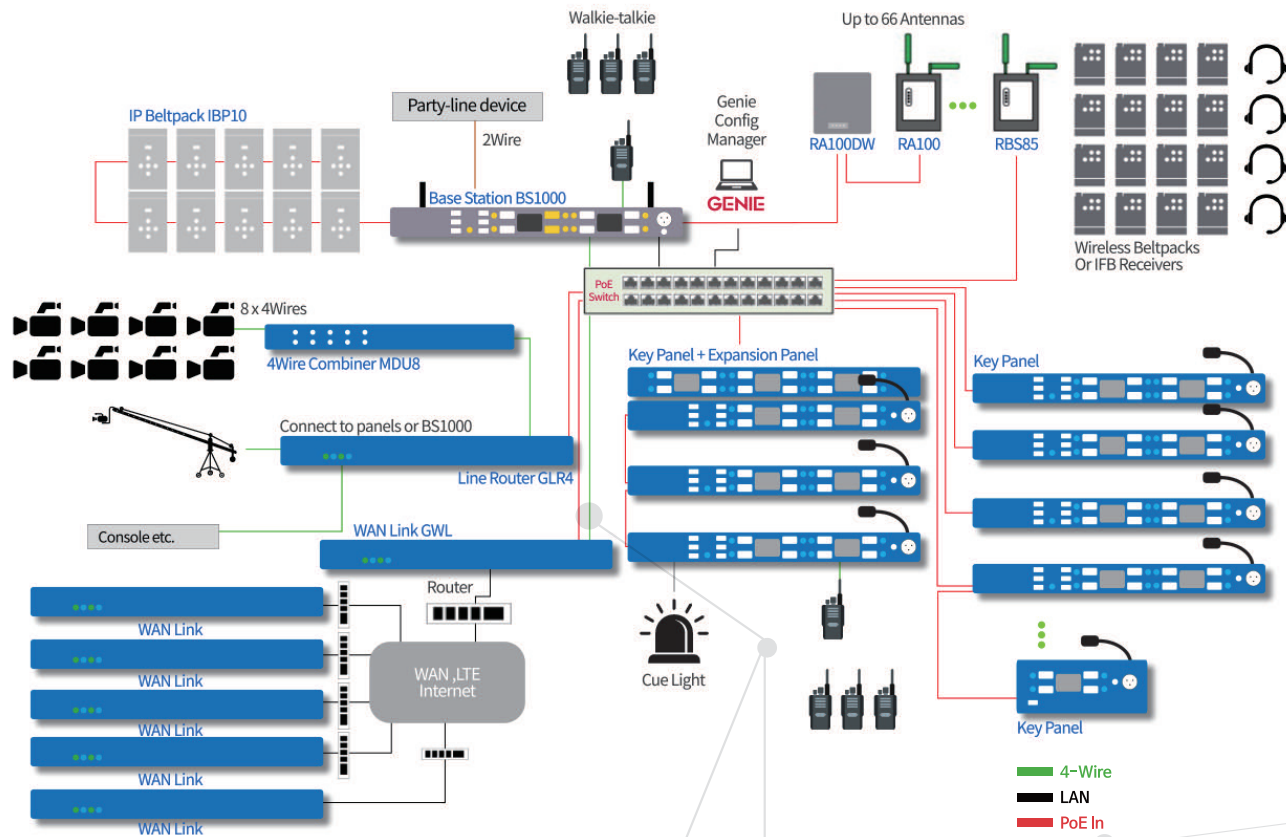 Walkie-talkie
Up to 66 Antennas
IP Beltpack IBP10
Party-line device
2Wire
Genie
Config
Manager
GENIE
RA100DW
RA100
RBS85
Base Station BS1000
Wireless Beltpacks
Or IFB Receivers
PoE
Switch
8 x 4Wires
4Wire Combiner MDU8
Key Panel + Expansion Panel
Key Panel
Connect to panels or BS1000
Line Router GLR4
Console etc.
WAN Link GWL
Router
WAN Link
WAN Link
WAN Link
WAN Link
WAN Link
WAN ,LTE
Internet
Cue Light
Key Panel
4-Wire
LAN
PoE In